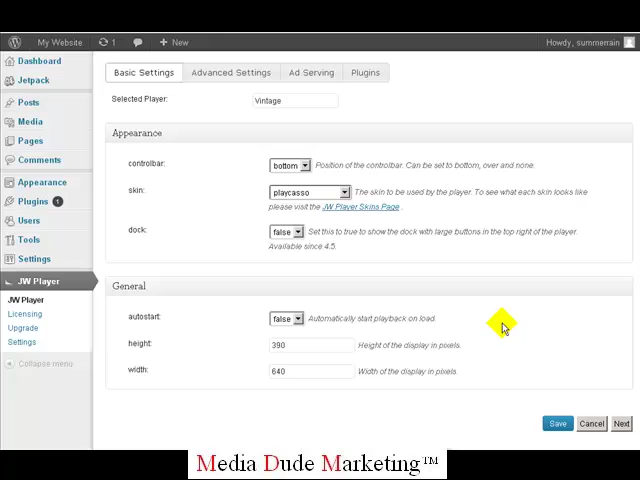 My Website 1 + New Howdy, summerrain
Dashboard
Jetpack
Posts
Media
Pages
Comments
Appearance
Plugins 1
Users
Tools
Settings
JW Player
JW Player
Licensing
Upgrade
Settings
Collapse menu
Basic Settings Advanced Settings Ad Serving Plugins
Selected Player: Vintage
Appearance
controlbar: bottom Position of the controlbar. Can be set to bottom, over and none.
skin: playcasso The skin to be used by the player. To see what each skin looks like
please visit the JW Player Skins Page .
dock: false Set this to true to show the dock with large buttons in the top right of the player.
Available since 4.5.
General
autostart: false Automatically start playback on load.
height: 390 Height of the display in pixels.
width: 640 Width of the display in pixels.
Save Cancel Next
Media Dude Marketing™